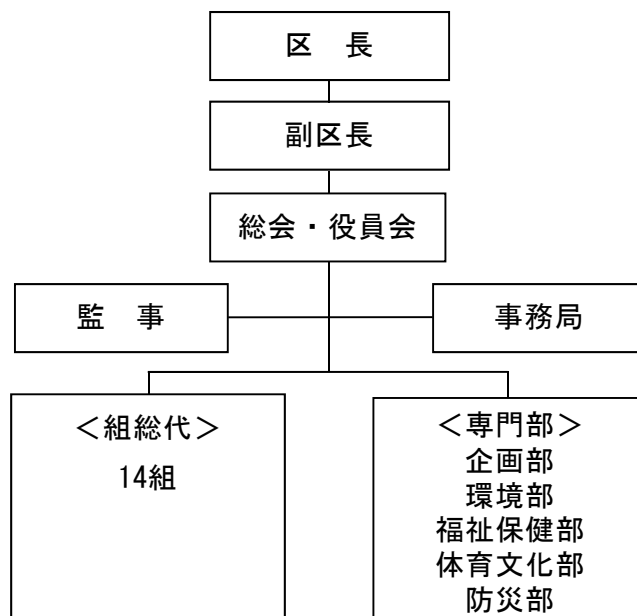 区　長
副区長
総会・役員会
監　事
事務局
＜組総代＞
14組
＜専門部＞
企画部
環境部
福祉保健部
体育文化部
防災部